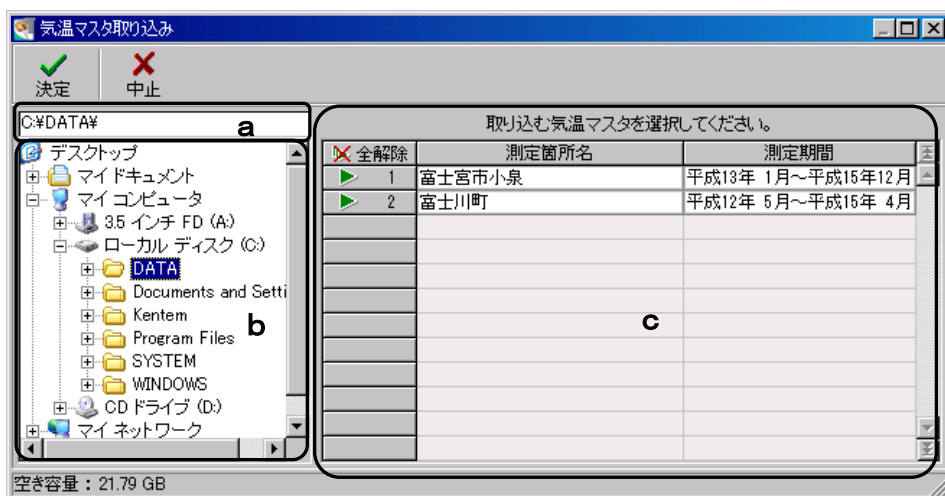 気温マスタ取り込み
決定 中止
C:¥DATA¥
a
取り込む気温マスタを選択してください。
デスクトップ
マイ ドキュメント
マイ コンピュータ
3.5 インチ FD (A:)
ローカル ディスク (C:)
DATA
Documents and Setti
Kentem
Program Files
SYSTEM
WINDOWS
CD ドライブ (D:)
マイ ネットワーク
b
全解除 測定箇所名 測定期間
1 富士宮市小泉 平成13年 1月～平成15年12月
2 富士川町 平成12年 5月～平成15年 4月
c
空き容量：21.79 GB